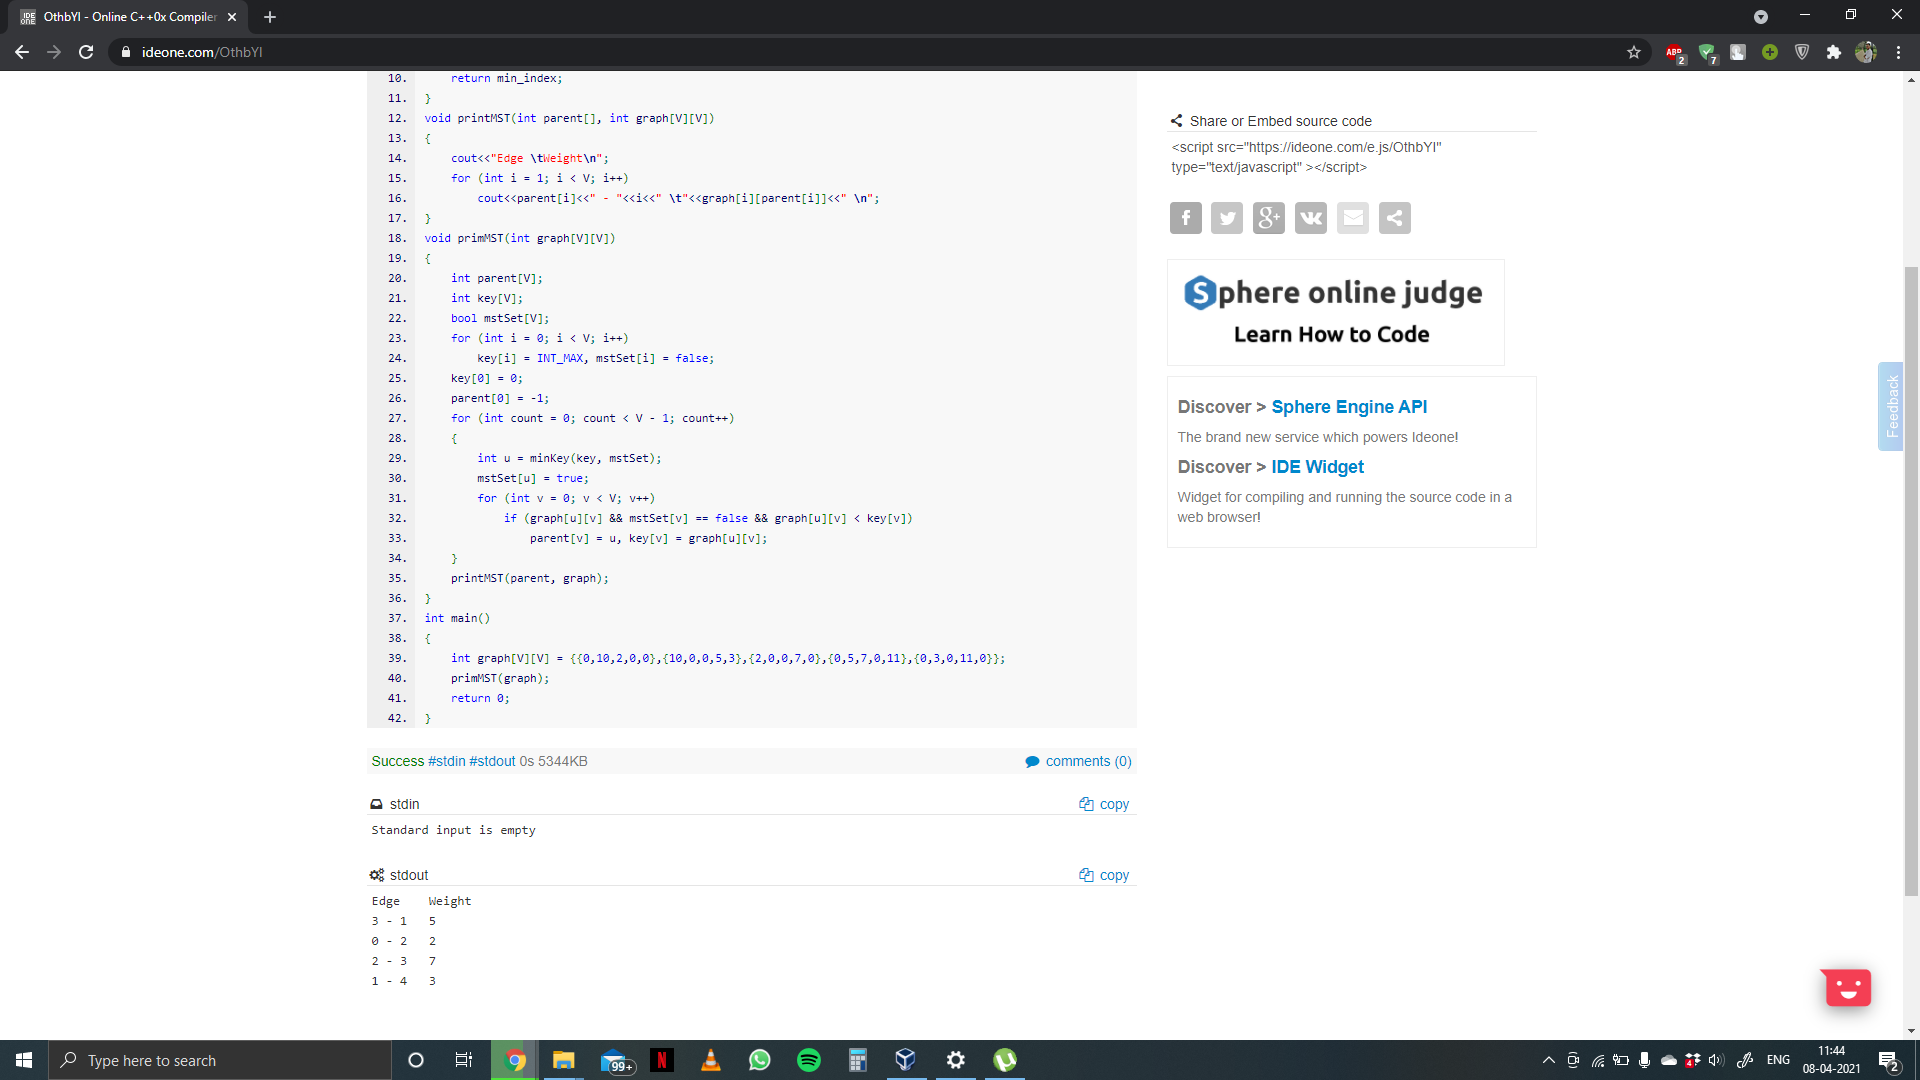 OthbYI - Online C++0x Compiler
ideone.com/OthbYI
2
7
10. return min_index;
11. }
12. void printMST(int parent[], int graph[V][V])
13. {
14. cout<<"Edge \tWeight\n";
15. for (int i = 1; i < V; i++)
16. cout<<parent[i]<<" - "<<i<<" \t"<<graph[i][parent[i]]<<" \n";
17. }
18. void primMST(int graph[V][V])
19. {
20. int parent[V];
21. int key[V];
22. bool mstSet[V];
23. for (int i = 0; i < V; i++)
24. key[i] = INT_MAX, mstSet[i] = false;
25. key[0] = 0;
26. parent[0] = -1;
27. for (int count = 0; count < V - 1; count++)
28. {
29. int u = minKey(key, mstSet);
30. mstSet[u] = true;
31. for (int v = 0; v < V; v++)
32. if (graph[u][v] && mstSet[v] == false && graph[u][v] < key[v])
33. parent[v] = u, key[v] = graph[u][v];
34. }
35. printMST(parent, graph);
36. }
37. int main()
38. {
39. int graph[V][V] = {{0,10,2,0,0},{10,0,0,5,3},{2,0,0,7,0},{0,5,7,0,11},{0,3,0,11,0}};
40. primMST(graph);
41. return 0;
42. }
Success #stdin #stdout 0s 5344KB
comments (0)
stdin
copy
Standard input is empty
stdout
copy
Edge Weight
3 - 1 5
0 - 2 2
2 - 3 7
1 - 4 3
Share or Embed source code
<script src="https://ideone.com/e.js/OthbYI"
type="text/javascript" ></script>
Sphere online judge
Learn How to Code
Discover > Sphere Engine API
The brand new service which powers Ideone!
Discover > IDE Widget
Widget for compiling and running the source code in a
web browser!
Feedback
Type here to search
99+
ENG
11:44
08-04-2021
2